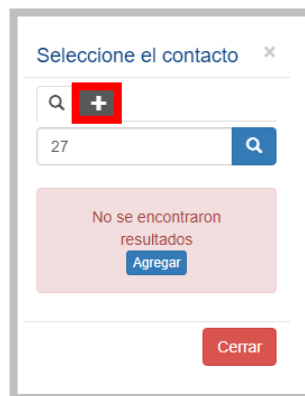 Seleccione el contacto ×
27
No se encontraron
resultados
Agregar
Cerrar